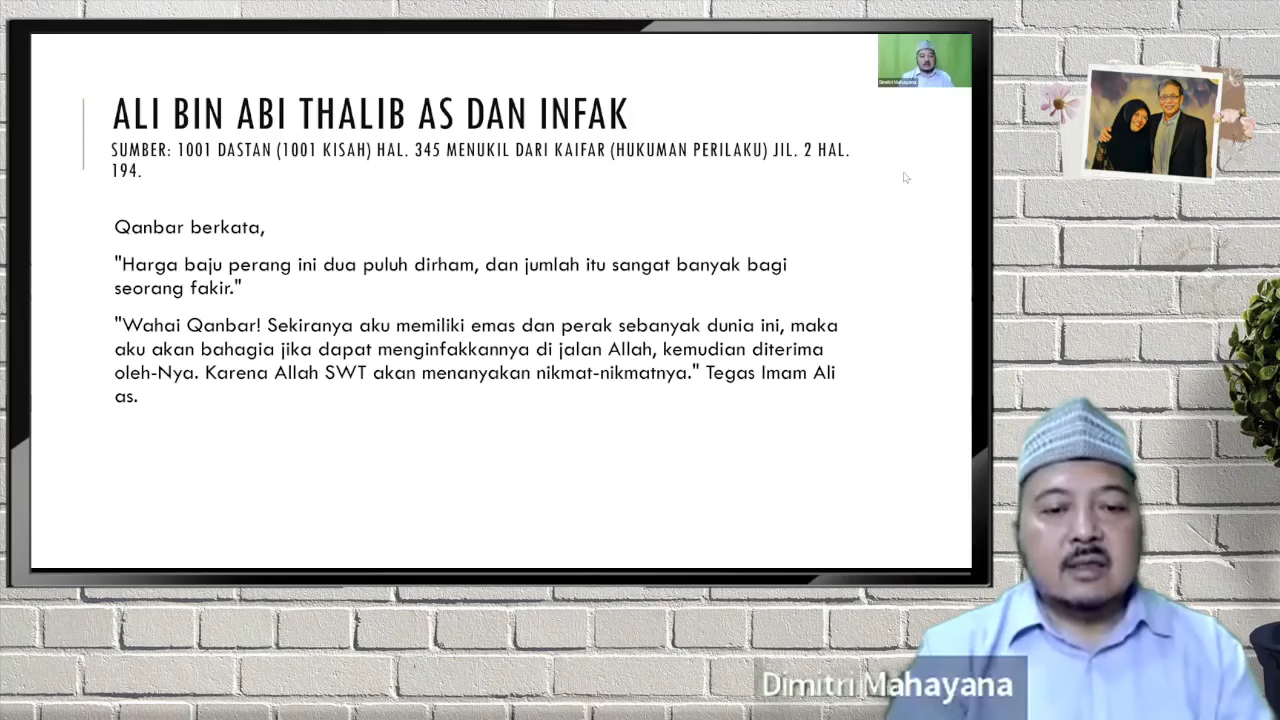 ALI BIN ABI THALIB AS DAN INFAK
SUMBER: 1001 DASTAN (1001 KISAH) HAL. 345 MENUKIL DARI KAIFAR (HUKUMAN PERILAKU) JIL. 2 HAL.
194.
Qanbar berkata,
"Harga baju perang ini dua puluh dirham, dan jumlah itu sangat banyak bagi
seorang fakir."
"Wahai Qanbar! Sekiranya aku memiliki emas dan perak sebanyak dunia ini, maka
aku akan bahagia jika dapat menginfakkannya di jalan Allah, kemudian diterima
oleh-Nya. Karena Allah SWT akan menanyakan nikmat-nikmatnya." Tegas Imam Ali
as.
Dimitri Mahayana
Dimitri Mahayana